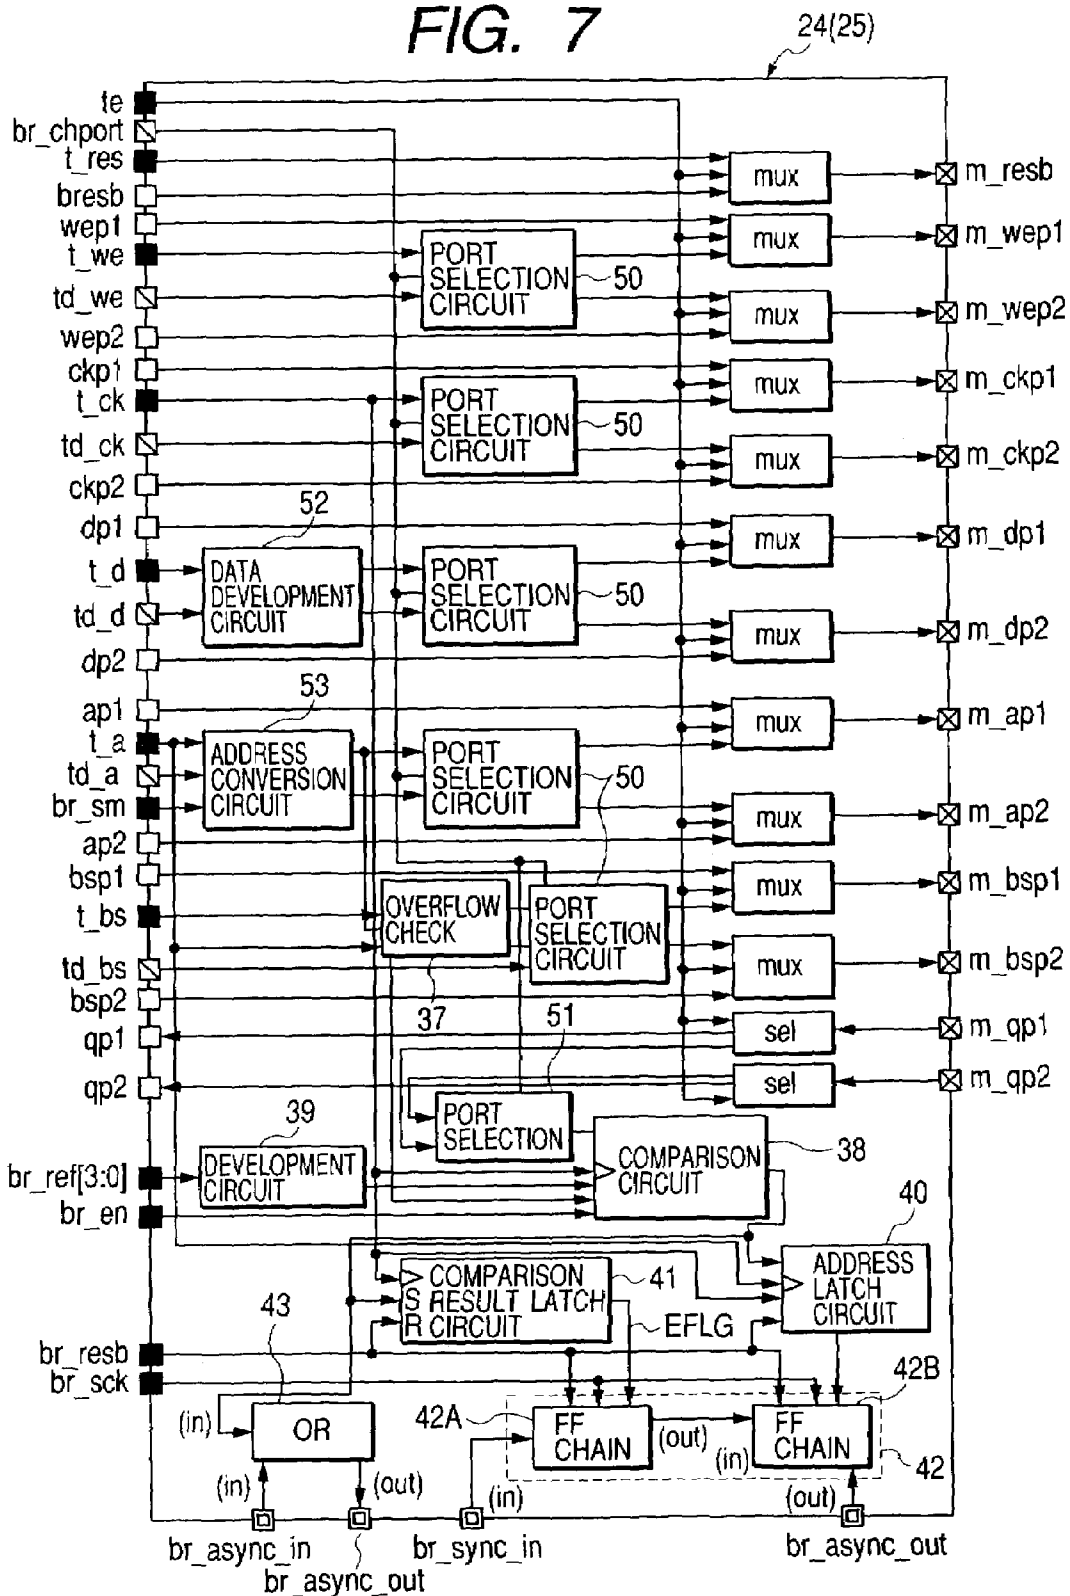 FIG. 7
24(25)
te
br_chport
t_res
bresb
wep1
t_we
td_we
wep2
ckp1
t_ck
td_ck
ckp2
dp1
t_d
td_d
dp2
ap1
t_a
td_a
br_sm
ap2
bsp1
t_bs
td_bs
bsp2
qp1
qp2
br_ref[3:0]
br_en
br_resb
br_sck
mux
mux
mux
mux
mux
mux
mux
mux
mux
mux
mux
sel
sel
m_resb
m_wep1
m_wep2
m_ckp1
m_ckp2
m_dp1
m_dp2
m_ap1
m_ap2
m_bsp1
m_bsp2
m_qp1
m_qp2
PORT
SELECTION
CIRCUIT
50
PORT
SELECTION
CIRCUIT
50
52
DATA
DEVELOPMENT
CIRCUIT
PORT
SELECTION
CIRCUIT
50
53
ADDRESS
CONVERSION
CIRCUIT
PORT
SELECTION
CIRCUIT
50
OVERFLOW
CHECK
37
PORT
SELECTION
CIRCUIT
51
PORT
SELECTION
39
DEVELOPMENT
CIRCUIT
COMPARISON
CIRCUIT
38
40
ADDRESS
LATCH
CIRCUIT
COMPARISON
S RESULT LATCH
R CIRCUIT
41
EFLG
43
(in)
OR
(in)
(out)
42A
FF
CHAIN
(out)
(in)
42B
FF
CHAIN
42
(in)
(out)
br_async_in
br_async_out
br_sync_in
br_async_out